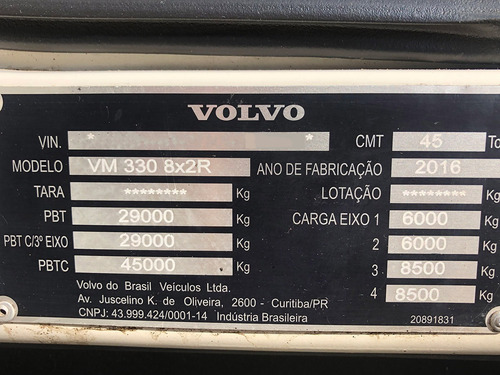 VOLVO
VIN. * * CMT 45 To
MODELO VM 330 8x2R ANO DE FABRICAÇÃO 2016
TARA ******** Kg LOTAÇÃO ******** Kg
PBT 29000 Kg CARGA EIXO 1 6000 Kg
PBT C/3º EIXO 29000 Kg 2 6000 Kg
PBTC 45000 Kg 3 8500 Kg
4 8500 Kg
Volvo do Brasil Veículos Ltda.
Av. Juscelino K. de Oliveira, 2600 - Curitiba/PR
CNPJ: 43.999.424/0001-14 Indústria Brasileira
20891831